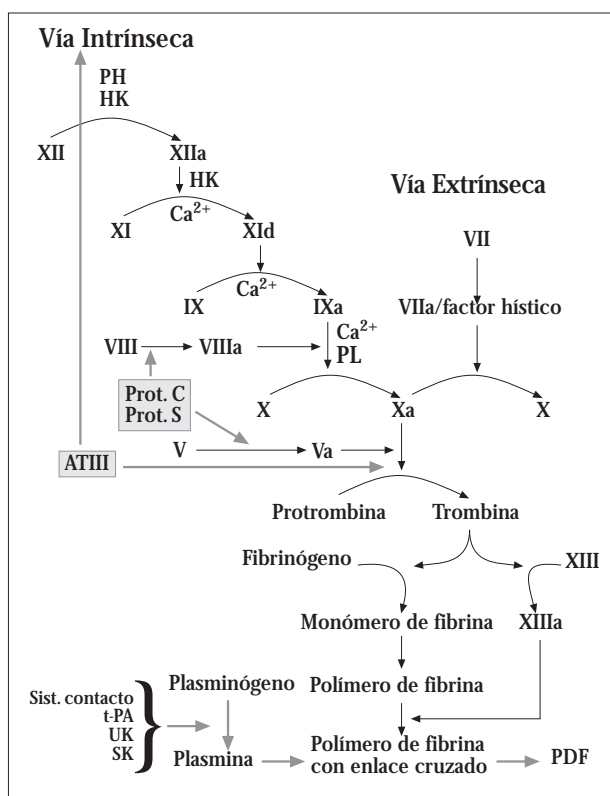 Vía Intrínseca
PH
HK
XII
XIIa
HK
Ca2+
XI
XId
Ca2+
IX
IXa
Ca2+
PL
VIII
VIIIa
Prot. C
Prot. S
Vía Extrínseca
VII
VIIa/factor hístico
X
Xa
X
V
Va
ATIII
Protrombina
Trombina
Fibrinógeno
XIII
Monómero de fibrina
XIIIa
Polímero de fibrina
Plasminógeno
Sist. contacto
t-PA
UK
SK
Plasmina
Polímero de fibrina
con enlace cruzado
PDF